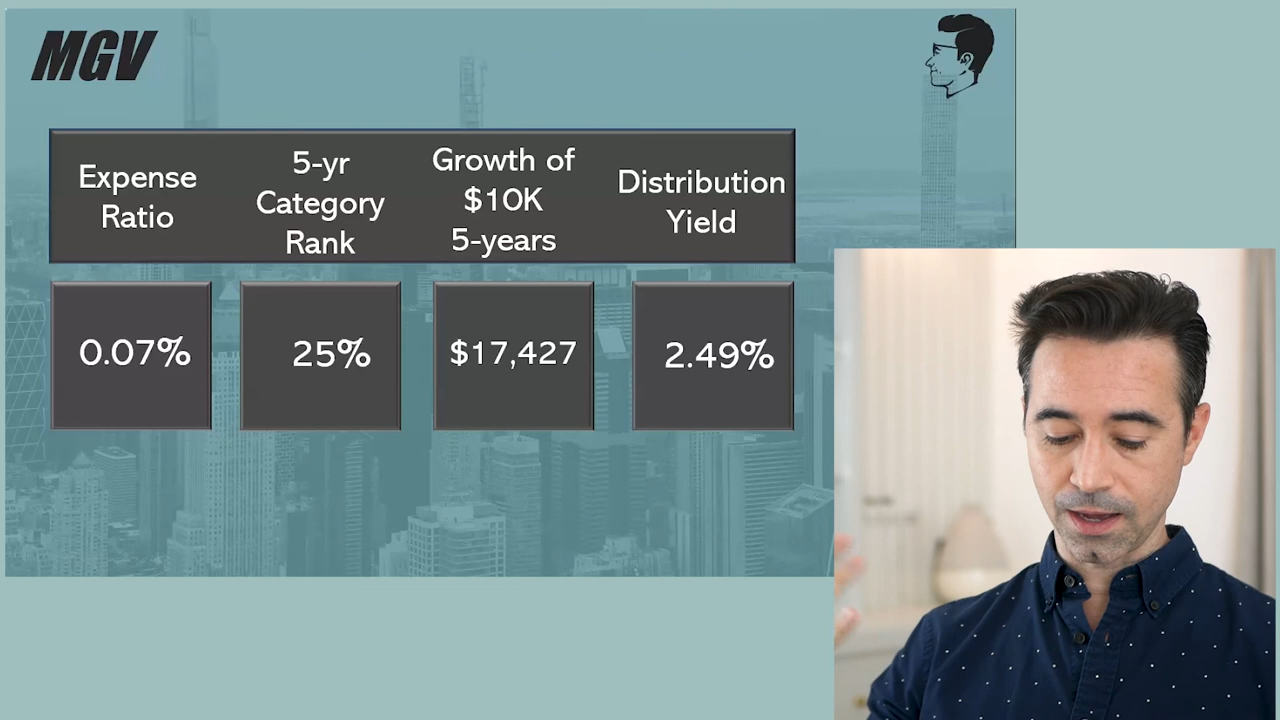 MGV
Expense
Ratio
5-yr
Category
Rank
Growth of
$10K
5-years
Distribution
Yield
0.07%
25%
$17,427
2.49%